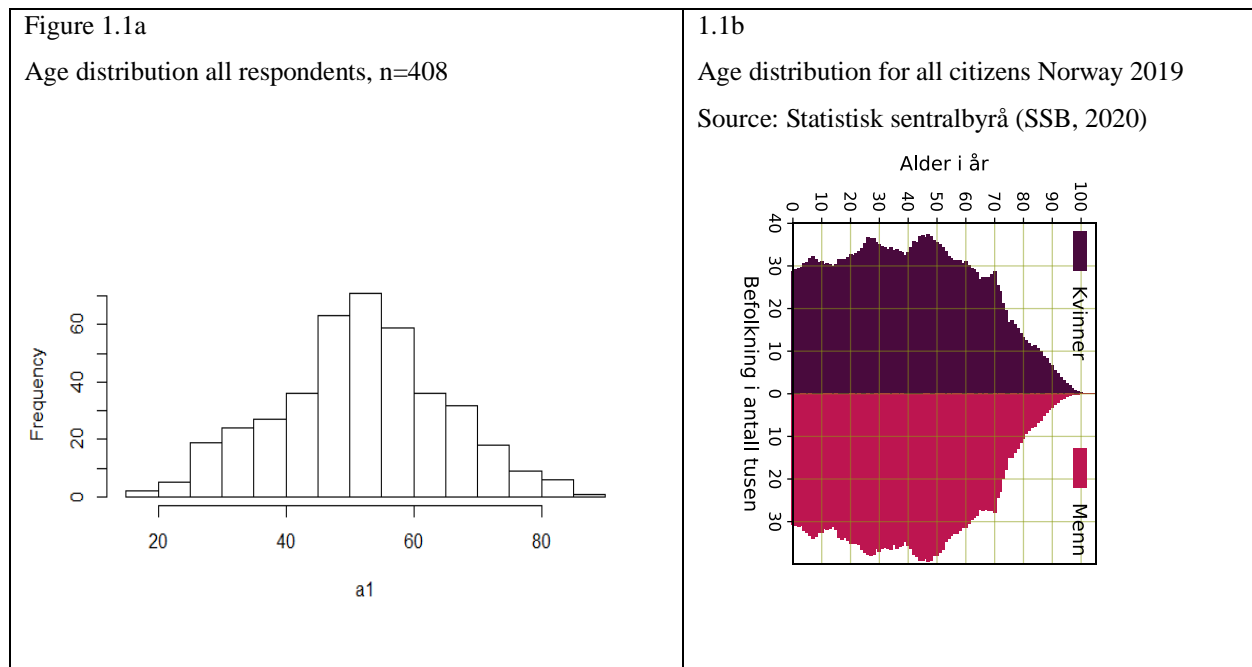 Figure 1.1a
Age distribution all respondents, n=408
Frequency
0
20
40
60
20
40
60
80
a1
1.1b
Age distribution for all citizens Norway 2019
Source: Statistisk sentralbyrå (SSB, 2020)
Alder i år
0
10
20
30
40
50
60
70
80
90
100
40
30
20
10
0
10
20
30
Befolkning i antall tusen
Kvinner
Menn